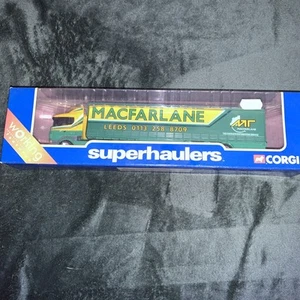 MACFARLANE
LEEDS 0113 258 8709
superhaulers
CORGI